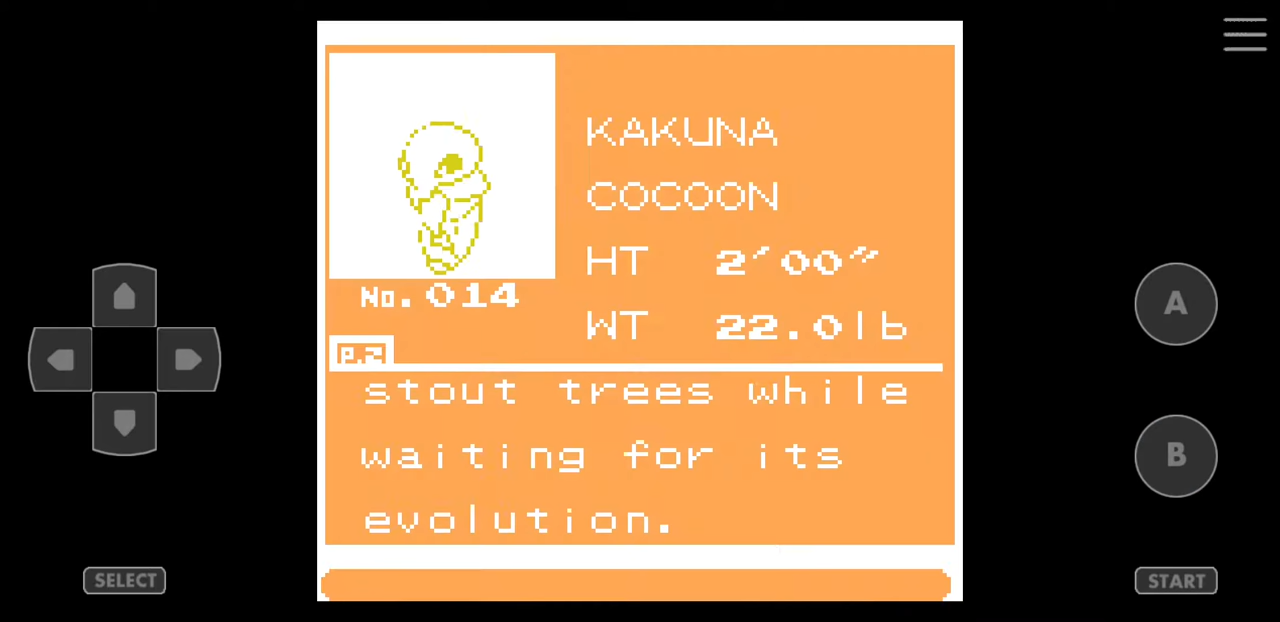 KAKUNA
COCOON
HT 2'00"
No.014
WT 22.0lb
P.2
stout trees while
waiting for its
evolution.
A
B
SELECT
START